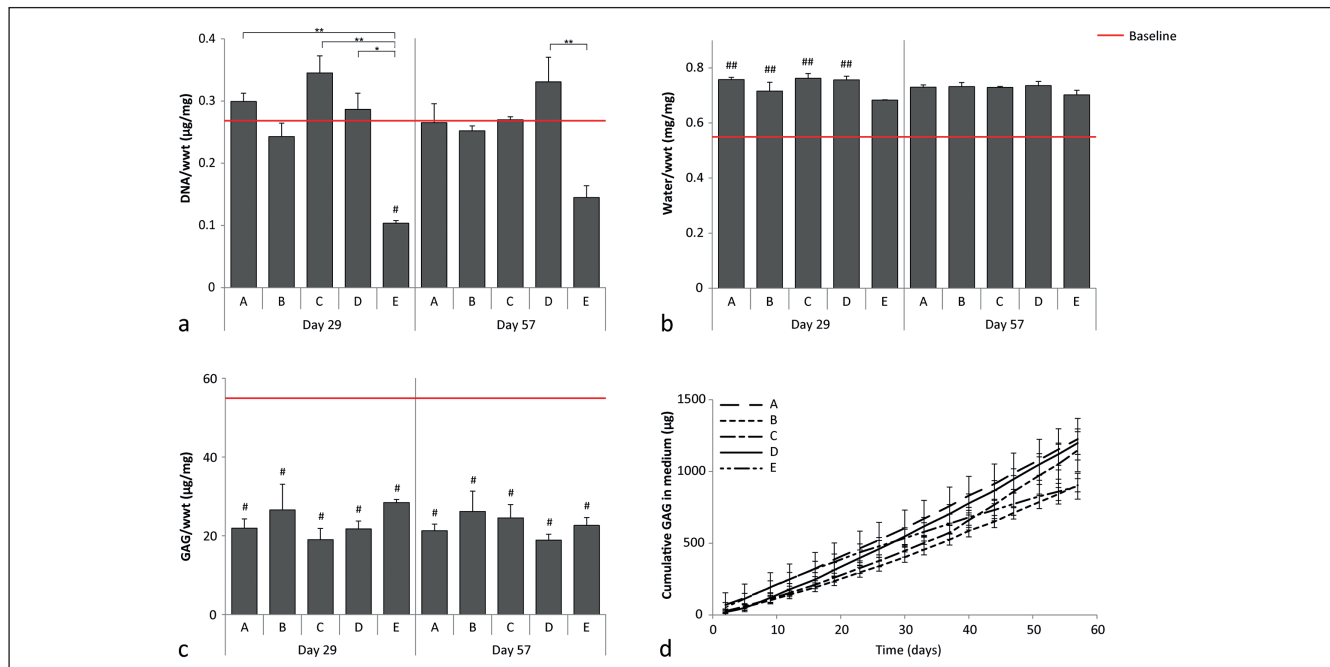 Baseline
**
**
*
**
#
DNA/wwt (µg/mg)
0.4
0.3
0.2
0.1
0
A B C D E A B C D E
Day 29 Day 57
a
## ## ## ##
Water/wwt (mg/mg)
0.8
0.6
0.4
0.2
0
A B C D E A B C D E
Day 29 Day 57
b
# # # # # # # # # #
GAG/wwt (µg/mg)
60
40
20
0
A B C D E A B C D E
Day 29 Day 57
c
A
B
C
D
E
Cumulative GAG in medium (µg)
1500
1000
500
0
0 10 20 30 40 50 60
Time (days)
d